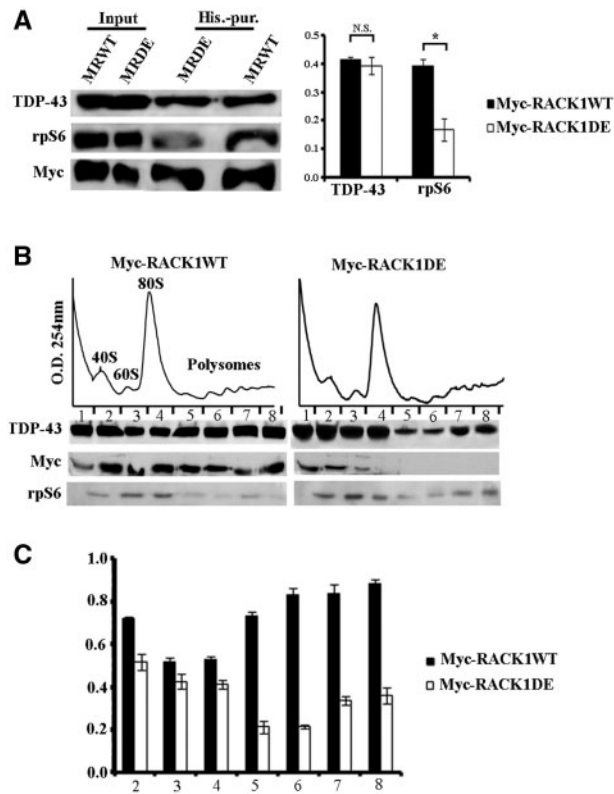 A
Input
His.-pur.
MRWT
MRDE
MRDE
MRWT
TDP-43
rpS6
Myc
0.5
0.4
0.3
0.2
0.1
0.0
N.S.
*
TDP-43
rpS6
Myc-RACK1WT
Myc-RACK1DE
B
Myc-RACK1WT
Myc-RACK1DE
O.D. 254nm
40S
60S
80S
Polysomes
1 2 3 4 5 6 7 8
1 2 3 4 5 6 7 8
TDP-43
Myc
rpS6
C
1.0
0.8
0.6
0.4
0.2
0.0
2 3 4 5 6 7 8
Myc-RACK1WT
Myc-RACK1DE